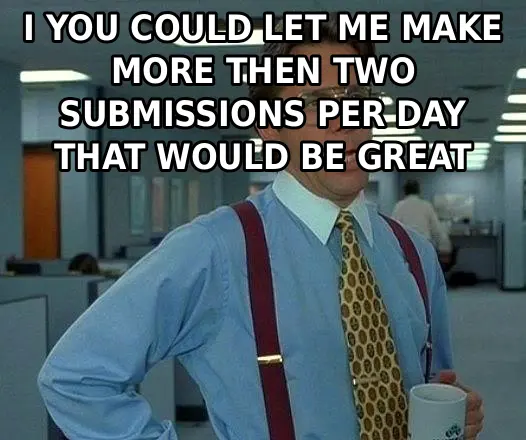 I YOU COULD LET ME MAKE
MORE THEN TWO
SUBMISSIONS PER DAY
THAT WOULD BE GREAT